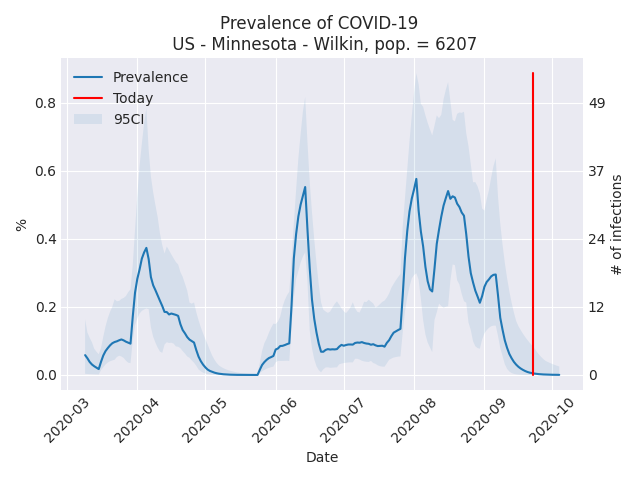 Prevalence of COVID-19
US - Minnesota - Wilkin, pop. = 6207
Prevalence
Today
95CI
0.8
0.6
0.4
0.2
0.0
%
49
37
24
12
0
# of infections
2020-03
2020-04
2020-05
2020-06
2020-07
2020-08
2020-09
2020-10
Date